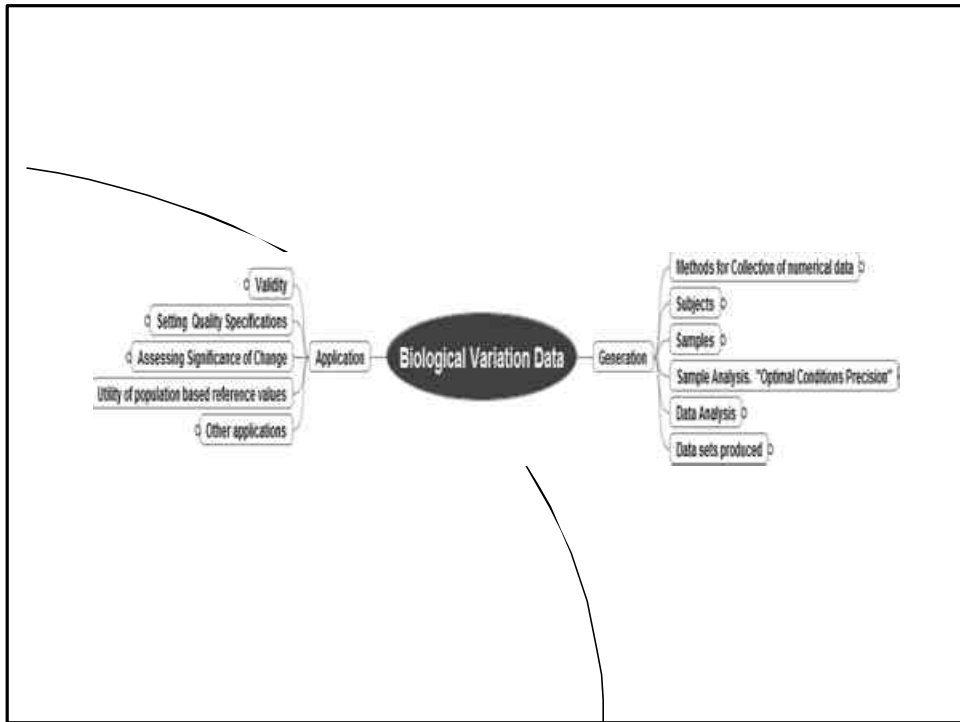 Validity
Setting Quality Specifications
Assessing Significance of Change
Utility of population based reference values
Other applications
Application
Biological Variation Data
Generation
Methods for Collection of numerical data
Subjects
Samples
Sample Analysis. "Optimal Conditions Precision"
Data Analysis
Data sets produced